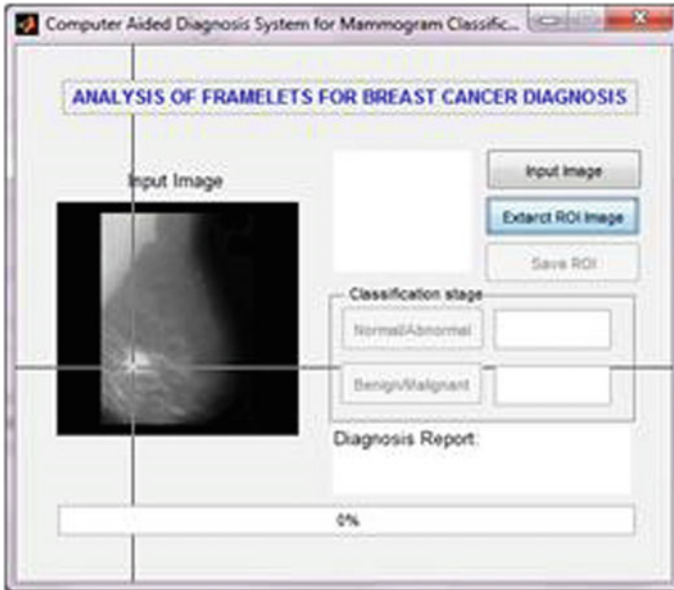 Computer Aided Diagnosis System for Mammogram Classific...
ANALYSIS OF FRAMELETS FOR BREAST CANCER DIAGNOSIS
Input Image
Input Image
Extarct ROI Image
Save ROI
Classification stage
Normal/Abnormal
Benign/Malignant
Diagnosis Report:
0%